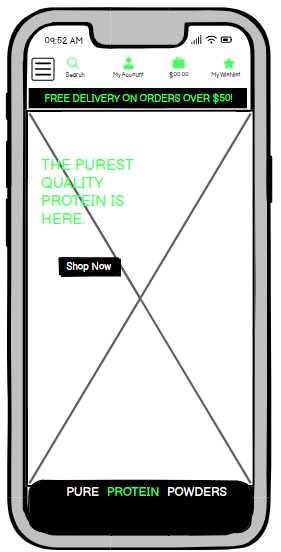 09:52 AM
Search My Account $00.00 My Wishlist
FREE DELIVERY ON ORDERS OVER $50!
THE PUREST
QUALITY
PROTEIN IS
HERE.
Shop Now
PURE PROTEIN POWDERS